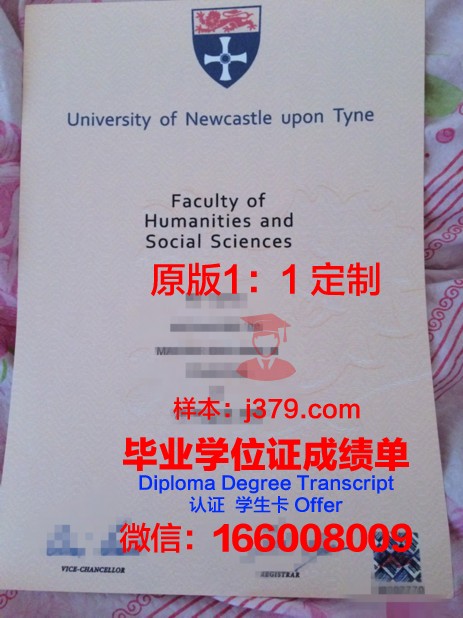 University of Newcastle upon Tyne
Faculty of
Humanities and
Social Sciences
原版1：1 定制
样本：j379.com
毕业学位证成绩单
Diploma Degree Transcript
认证 学生卡 Offer
微信：166008009
VICE-CHANCELLOR
REGISTRAR